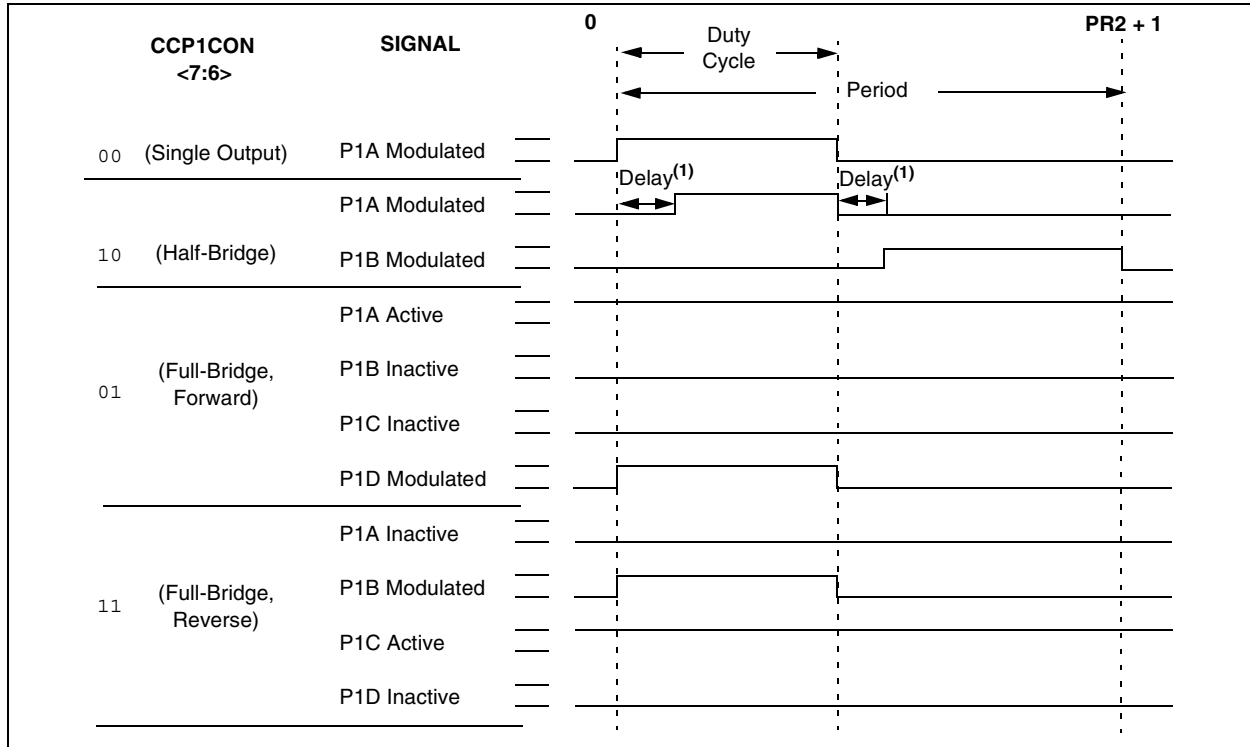 0
PR2 + 1
CCP1CON
<7:6>
SIGNAL
Duty
Cycle
Period
00 (Single Output) P1A Modulated
Delay(1) Delay(1)
P1A Modulated
10 (Half-Bridge) P1B Modulated
P1A Active
01 (Full-Bridge,
Forward)
P1B Inactive
P1C Inactive
P1D Modulated
P1A Inactive
11 (Full-Bridge,
Reverse)
P1B Modulated
P1C Active
P1D Inactive